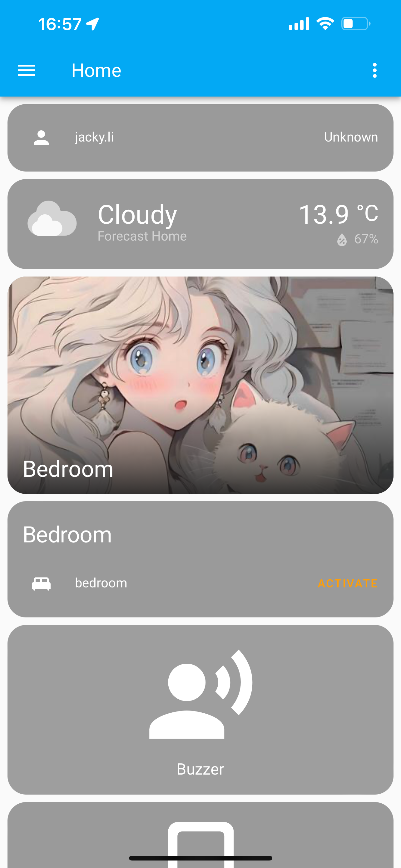 16:57
Home
jacky.li
Unknown
Cloudy
13.9 °C
Forecast Home
67%
Bedroom
Bedroom
bedroom
ACTIVATE
Buzzer